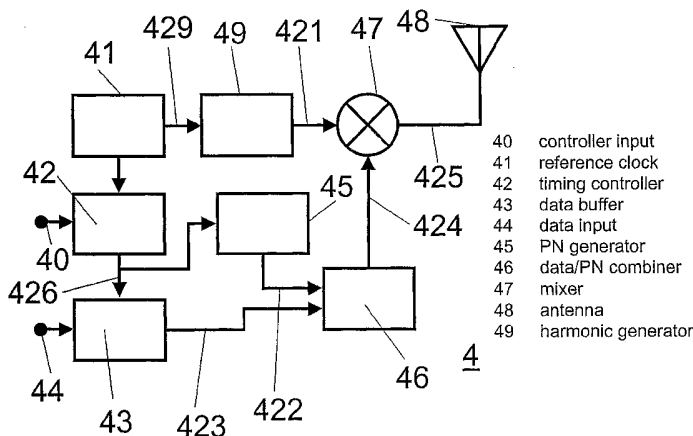 429
49
421
47
48
41
425
42
45
424
40
426
44
43
423
422
46
4
40 controller input
41 reference clock
42 timing controller
43 data buffer
44 data input
45 PN generator
46 data/PN combiner
47 mixer
48 antenna
49 harmonic generator